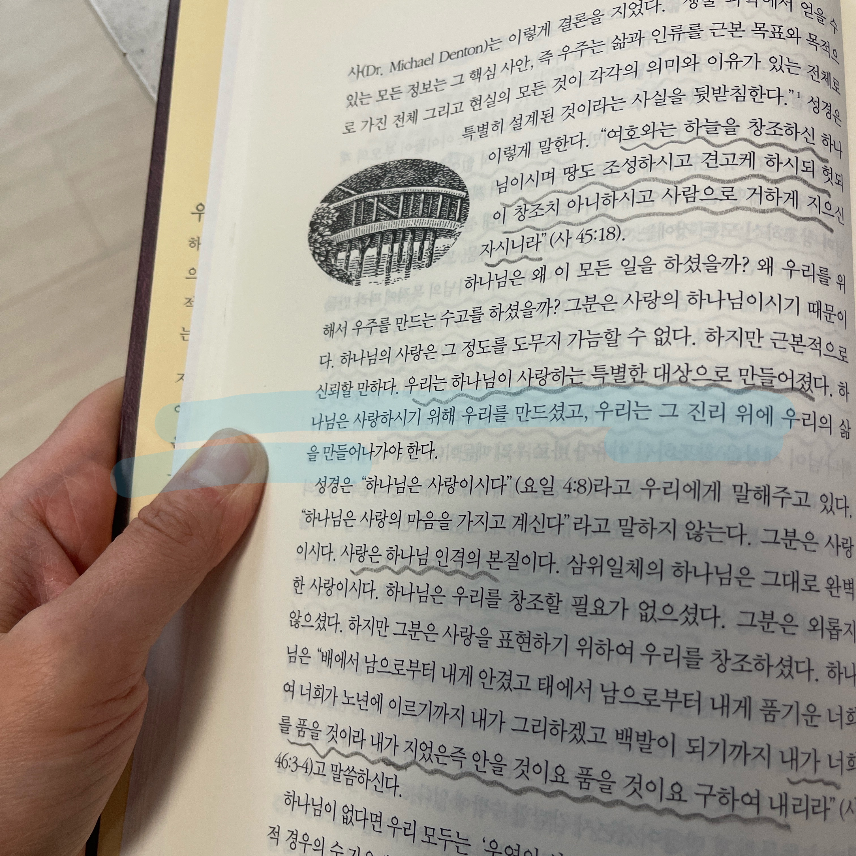 사(Dr. Michael Denton)는 이렇게 결론을 지었다. 얻을 수
있는 모든 정보는 그 핵심 사안, 즉 우주는 삶과 인류를 근본 목표와 목적으
로 가진 전체 그리고 현실의 모든 것이 각각의 의미와 이유가 있는 전체로
특별히 설계된 것이라는 사실을 뒷받침한다.”¹ 성경은
이렇게 말한다. “여호와는 하늘을 창조하신 하나
님이시며 땅도 조성하시고 견고케 하시되 헛되
이 창조치 아니하시고 사람으로 거하게 지으신
자시니라”(사 45:18).
하나님은 왜 이 모든 일을 하셨을까? 왜 우리를 위
해서 우주를 만드는 수고를 하셨을까? 그분은 사랑의 하나님이시기 때문이
다. 하나님의 사랑은 그 정도를 도무지 가늠할 수 없다. 하지만 근본적으로
신뢰할 만하다. 우리는 하나님이 사랑하는 특별한 대상으로 만들어졌다. 하
나님은 사랑하시기 위해 우리를 만드셨고, 우리는 그 진리 위에 우리의 삶
을 만들어나가야 한다.
성경은 “하나님은 사랑이시다”(요일 4:8)라고 우리에게 말해주고 있다.
“하나님은 사랑의 마음을 가지고 계신다”라고 말하지 않는다. 그분은 사랑
이시다. 사랑은 하나님 인격의 본질이다. 삼위일체의 하나님은 그대로 완벽
한 사랑이시다. 하나님은 우리를 창조할 필요가 없으셨다. 그분은 외롭지
않으셨다. 하지만 그분은 사랑을 표현하기 위하여 우리를 창조하셨다. 하나
님은 “배에서 남으로부터 내게 안겼고 태에서 남으로부터 내게 품기운 너희
여 너희가 노년에 이르기까지 내가 그리하겠고 백발이 되기까지 내가 너희
를 품을 것이라 내가 지었은즉 안을 것이요 품을 것이요 구하여 내리라”(사
46:3-4)고 말씀하신다.
하나님이 없다면 우리 모두는
적 경우의 수
우
하
으
적
는